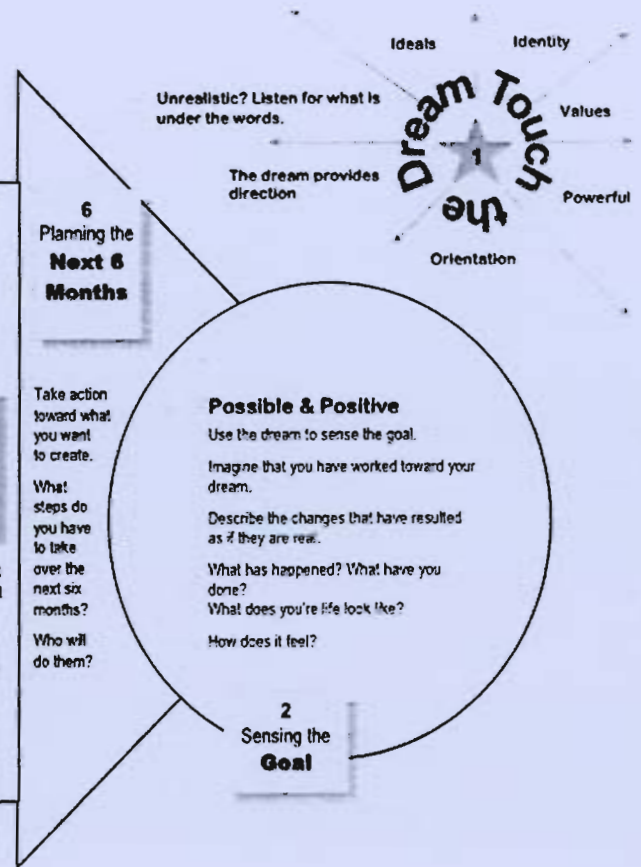 Ideals
Identity
Unrealistic? Listen for what is
under the words.
Values
Touch the Dream
1
The dream provides
direction
Powerful
Orientation
6
Planning the
Next 6
Months
Take action
toward what
you want
to create.
What
steps do
you have
to take
over the
next six
months?
Who will
do them?
Possible & Positive
Use the dream to sense the goal.
Imagine that you have worked toward your
dream.
Describe the changes that have resulted
as if they are real.
What has happened? What have you
done?
What does you're life look like?
How does it feel?
2
Sensing the
Goal